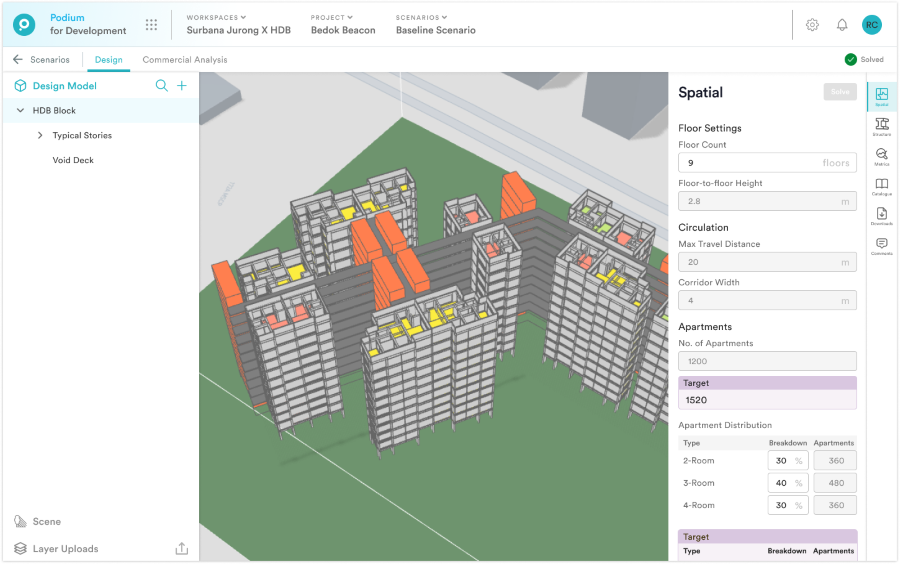 Podium
for Development
WORKSPACES
Surbana Jurong X HDB
PROJECT
Bedok Beacon
SCENARIOS
Baseline Scenario
RC
Scenarios
Design
Commercial Analysis
Solved
Design Model
HDB Block
Typical Stories
Void Deck
Scene
Layer Uploads
Spatial
Solve
Floor Settings
Floor Count
9 floors
Floor-to-floor Height
2.8 m
Circulation
Max Travel Distance
20 m
Corridor Width
4 m
Apartments
No. of Apartments
1200
Target
1520
Apartment Distribution
Type Breakdown Apartments
2-Room 30 % 360
3-Room 40 % 480
4-Room 30 % 360
Target
Type Breakdown Apartments
Spatial
Structure
Metrics
Catalogue
Downloads
Comments